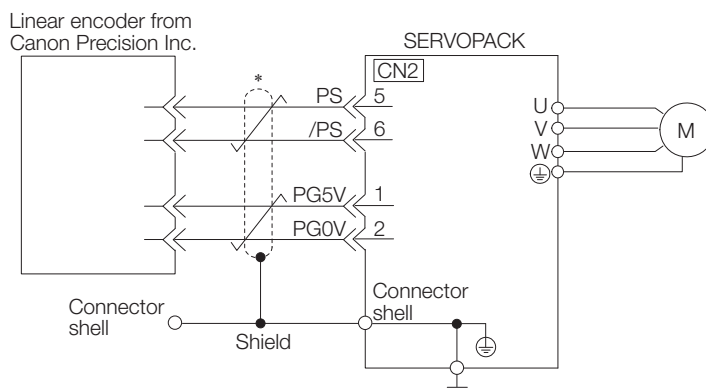 Linear encoder from
Canon Precision Inc.
SERVOPACK
CN2
*
PS 5
/PS 6
PG5V 1
PG0V 2
U
V
W
M
Connector
shell
Shield
Connector
shell